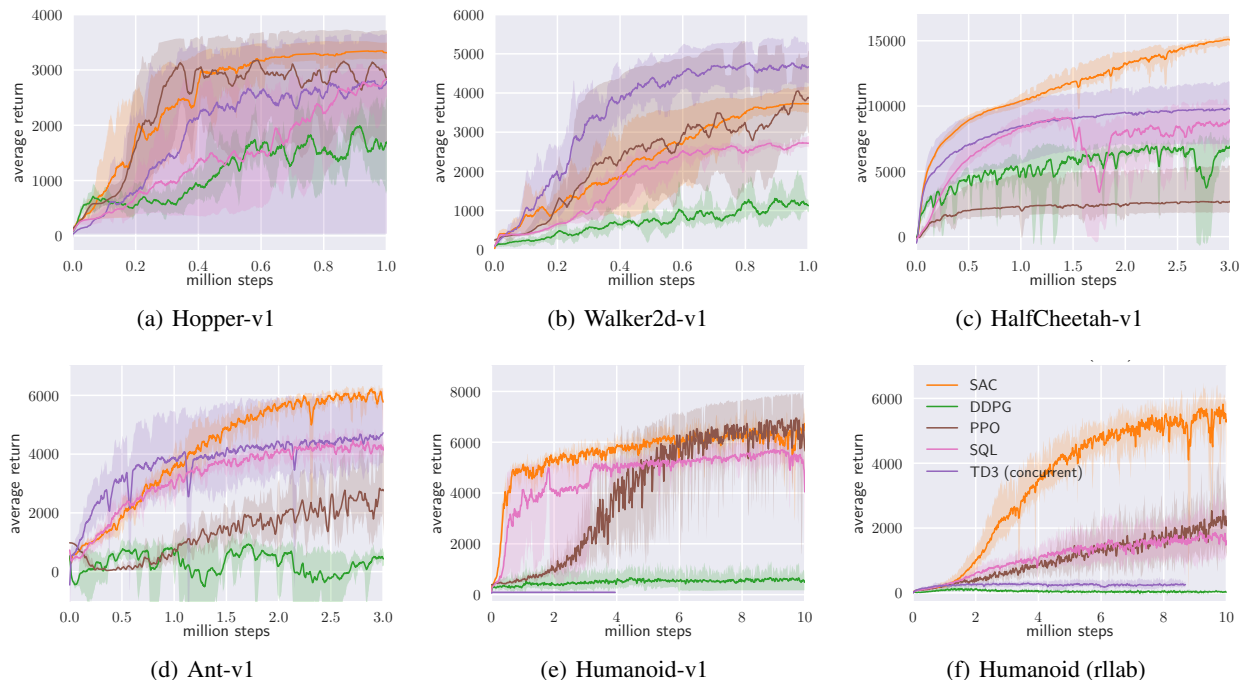 4000
3000
2000
1000
0
average return
0.0 0.2 0.4 0.6 0.8 1.0
million steps
(a) Hopper-v1
6000
5000
4000
3000
2000
1000
0
average return
0.0 0.2 0.4 0.6 0.8 1.0
million steps
(b) Walker2d-v1
15000
10000
5000
0
average return
0.0 0.5 1.0 1.5 2.0 2.5 3.0
million steps
(c) HalfCheetah-v1
6000
4000
2000
0
average return
0.0 0.5 1.0 1.5 2.0 2.5 3.0
million steps
(d) Ant-v1
8000
6000
4000
2000
0
average return
0 2 4 6 8 10
million steps
(e) Humanoid-v1
6000
4000
2000
0
average return
SAC
DDPG
PPO
SQL
TD3 (concurrent)
0 2 4 6 8 10
million steps
(f) Humanoid (rllab)